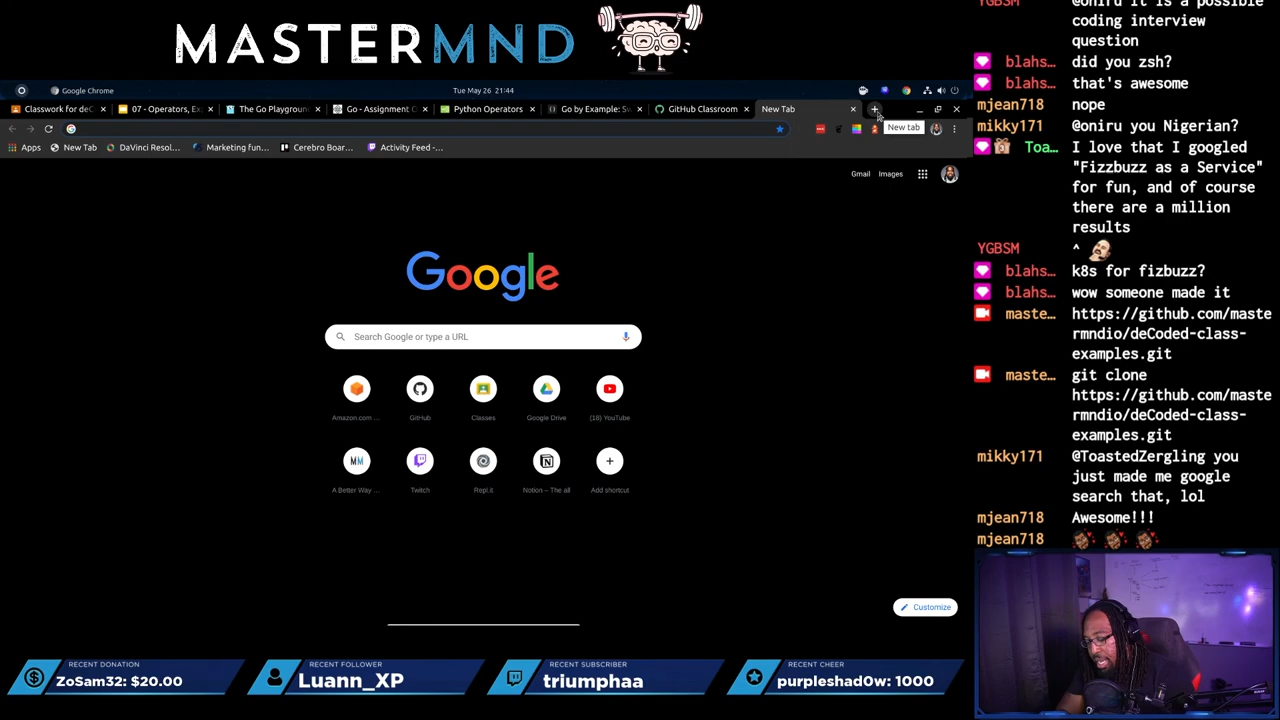 MASTERMND
Google Chrome
Tue May 26 21:44
Classwork for deC
07 - Operators, Ex
The Go Playgroun
Go - Assignment O
Python Operators
Go by Example: Sw
GitHub Classroom
New Tab
New tab
Apps
New Tab
DaVinci Resol...
Marketing fun...
Cerebro Boar...
Activity Feed -...
Gmail
Images
Google
Search Google or type a URL
Amazon.com ...
GitHub
Classes
Google Drive
(18) YouTube
MM
A Better Way ...
Twitch
Repl.it
Notion – The all
Add shortcut
Customize
YGBSM @oniru it is a possible
coding interview
question
blahs… did you zsh?
blahs… that's awesome
mjean718 nope
mikky171 @oniru you Nigerian?
Toa… I love that I googled
"Fizzbuzz as a Service"
for fun, and of course
there are a million
results
YGBSM ^
blahs… k8s for fizbuzz?
blahs… wow someone made it
maste… https://github.com/maste
rmndio/deCoded-class-
examples.git
maste… git clone
https://github.com/maste
rmndio/deCoded-class-
examples.git
mikky171 @ToastedZergling you
just made me google
search that, lol
mjean718 Awesome!!!
mjean718
RECENT DONATION
ZoSam32: $20.00
RECENT FOLLOWER
Luann_XP
RECENT SUBSCRIBER
triumphaa
RECENT CHEER
purpleshad0w: 1000